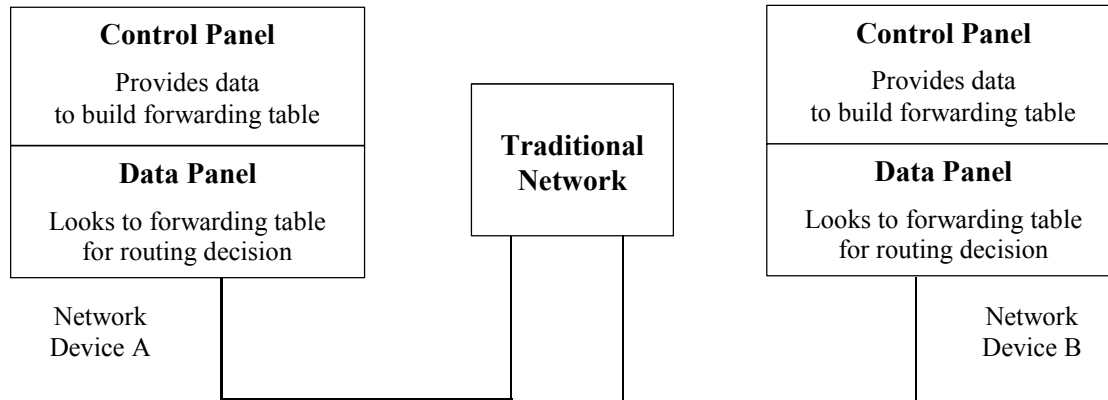 Control Panel
Provides data
to build forwarding table
Data Panel
Looks to forwarding table
for routing decision
Network
Device A
Traditional
Network
Control Panel
Provides data
to build forwarding table
Data Panel
Looks to forwarding table
for routing decision
Network
Device B